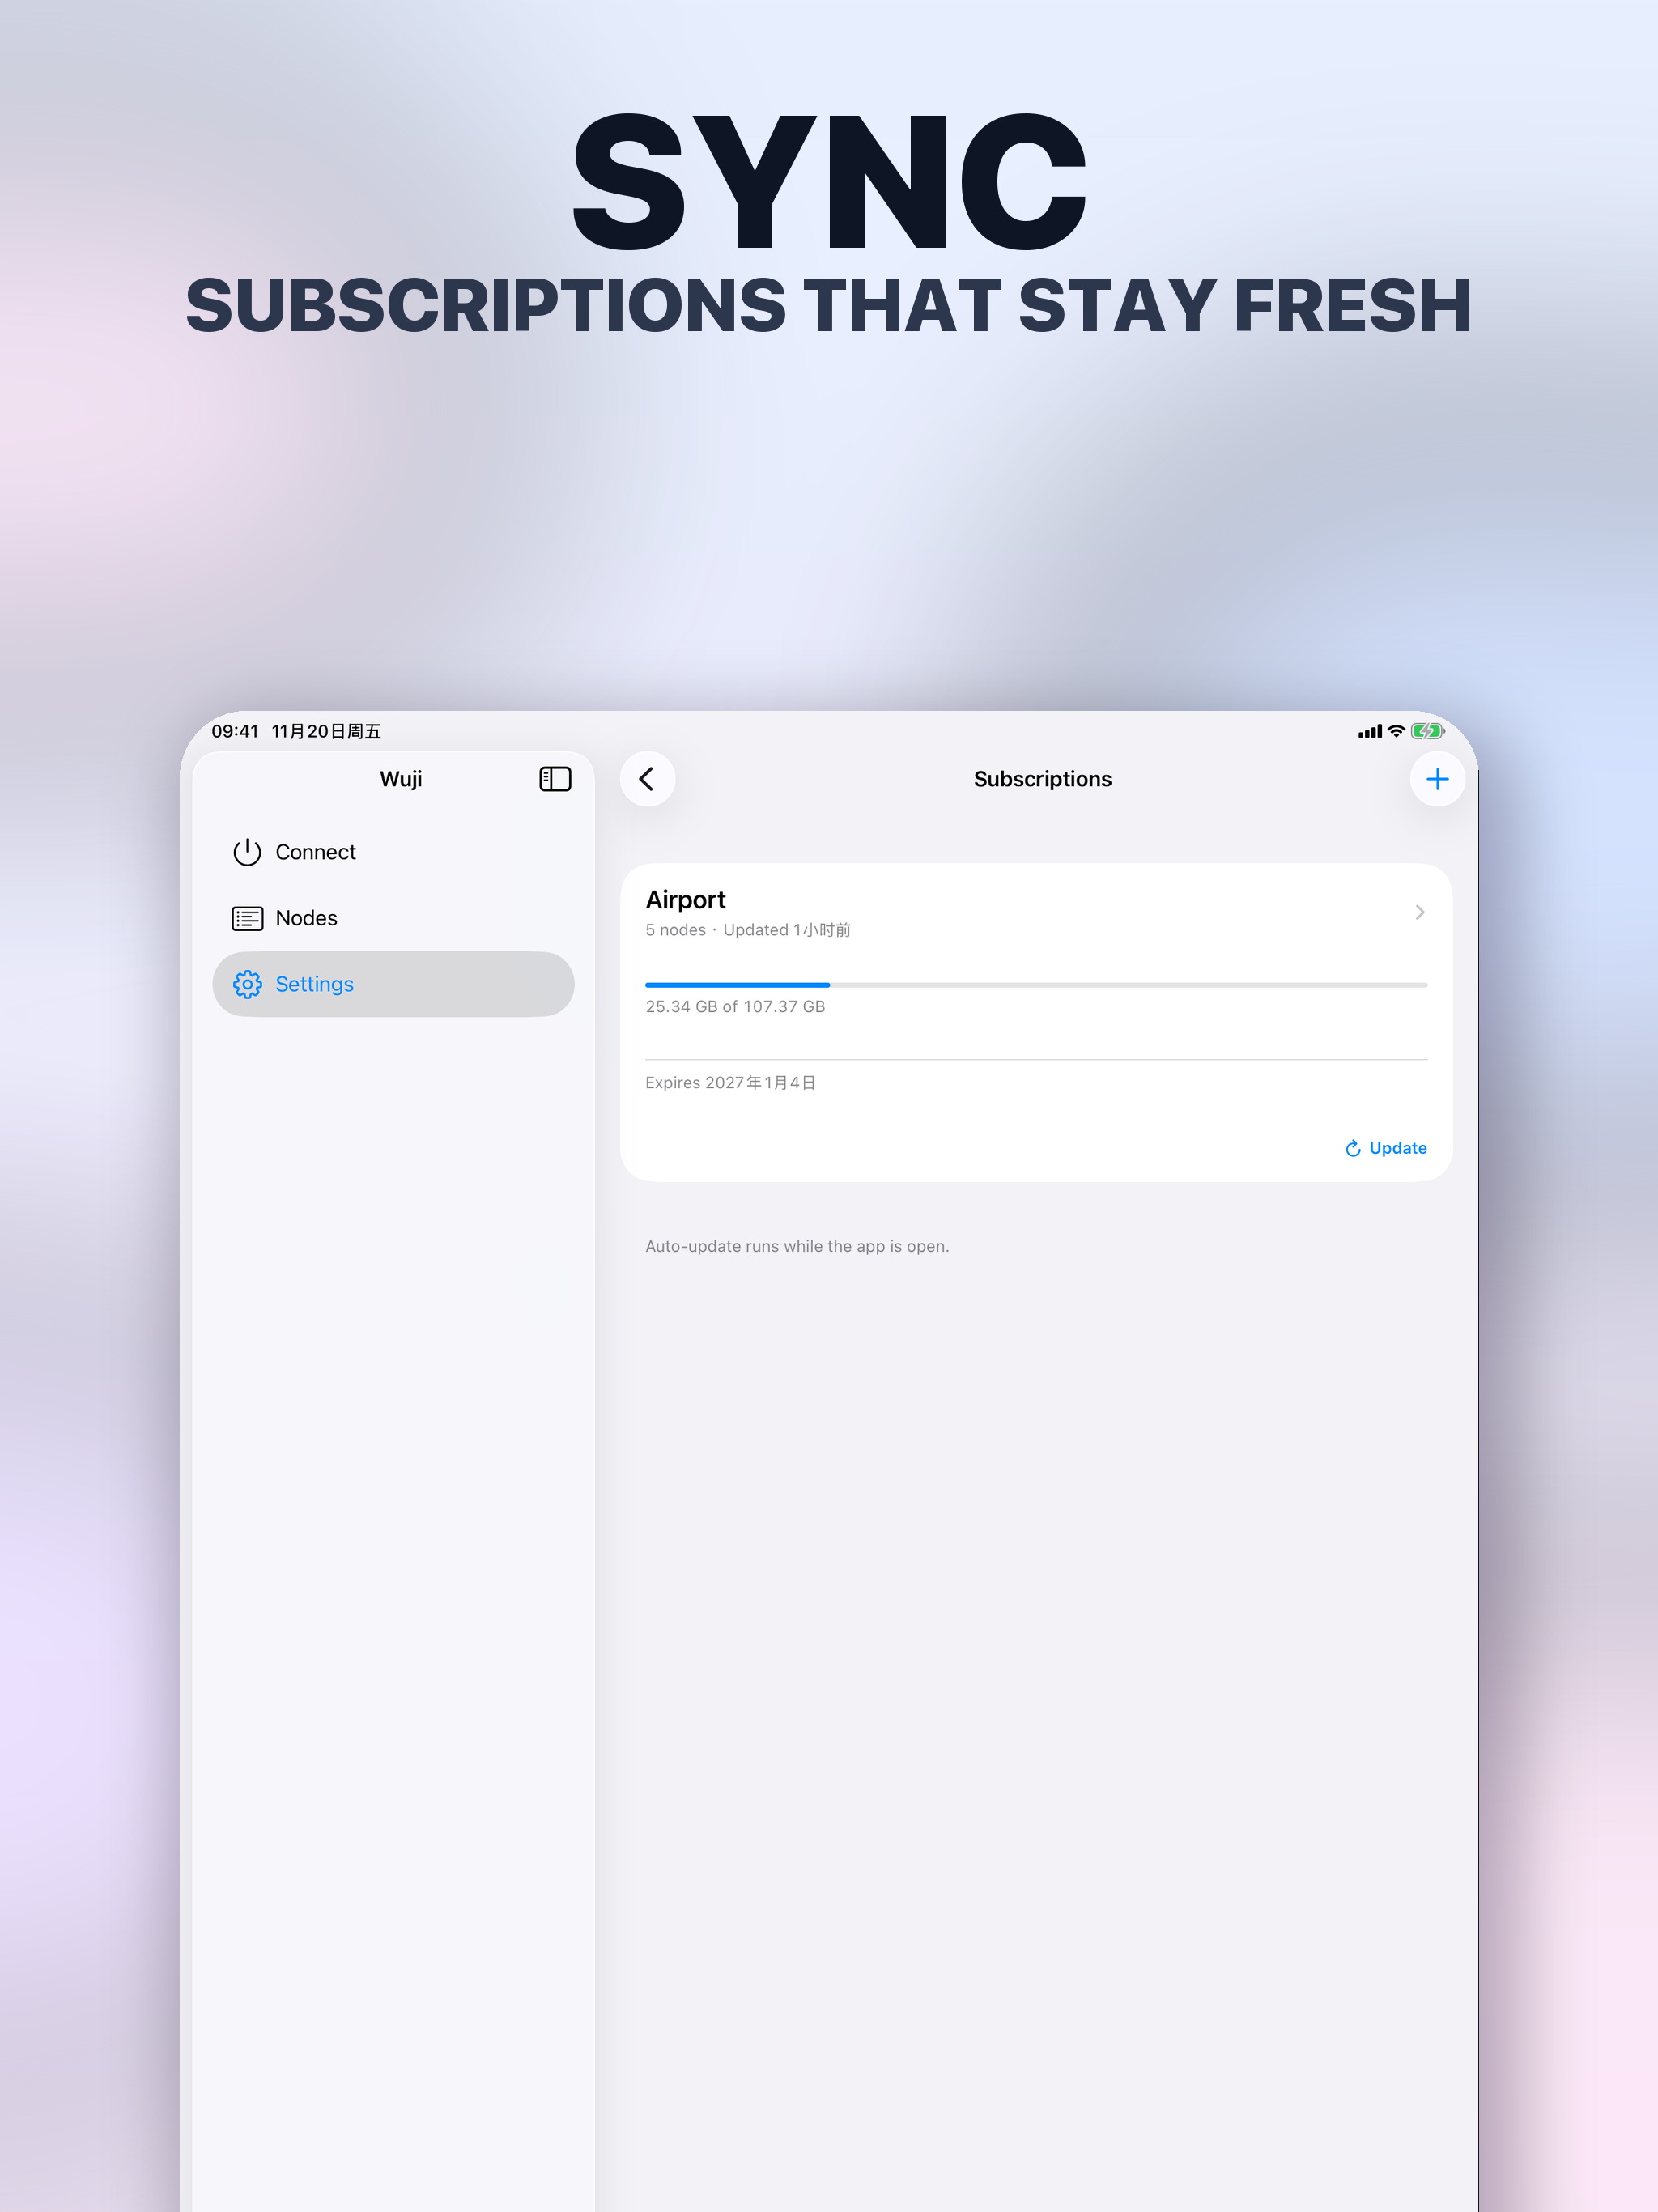 SYNC
SUBSCRIPTIONS THAT STAY FRESH
09:41 11月20日周五
Wuji
Connect
Nodes
Settings
Subscriptions
Airport
5 nodes · Updated 1小时前
25.34 GB of 107.37 GB
Expires 2027年1月4日
Update
Auto-update runs while the app is open.